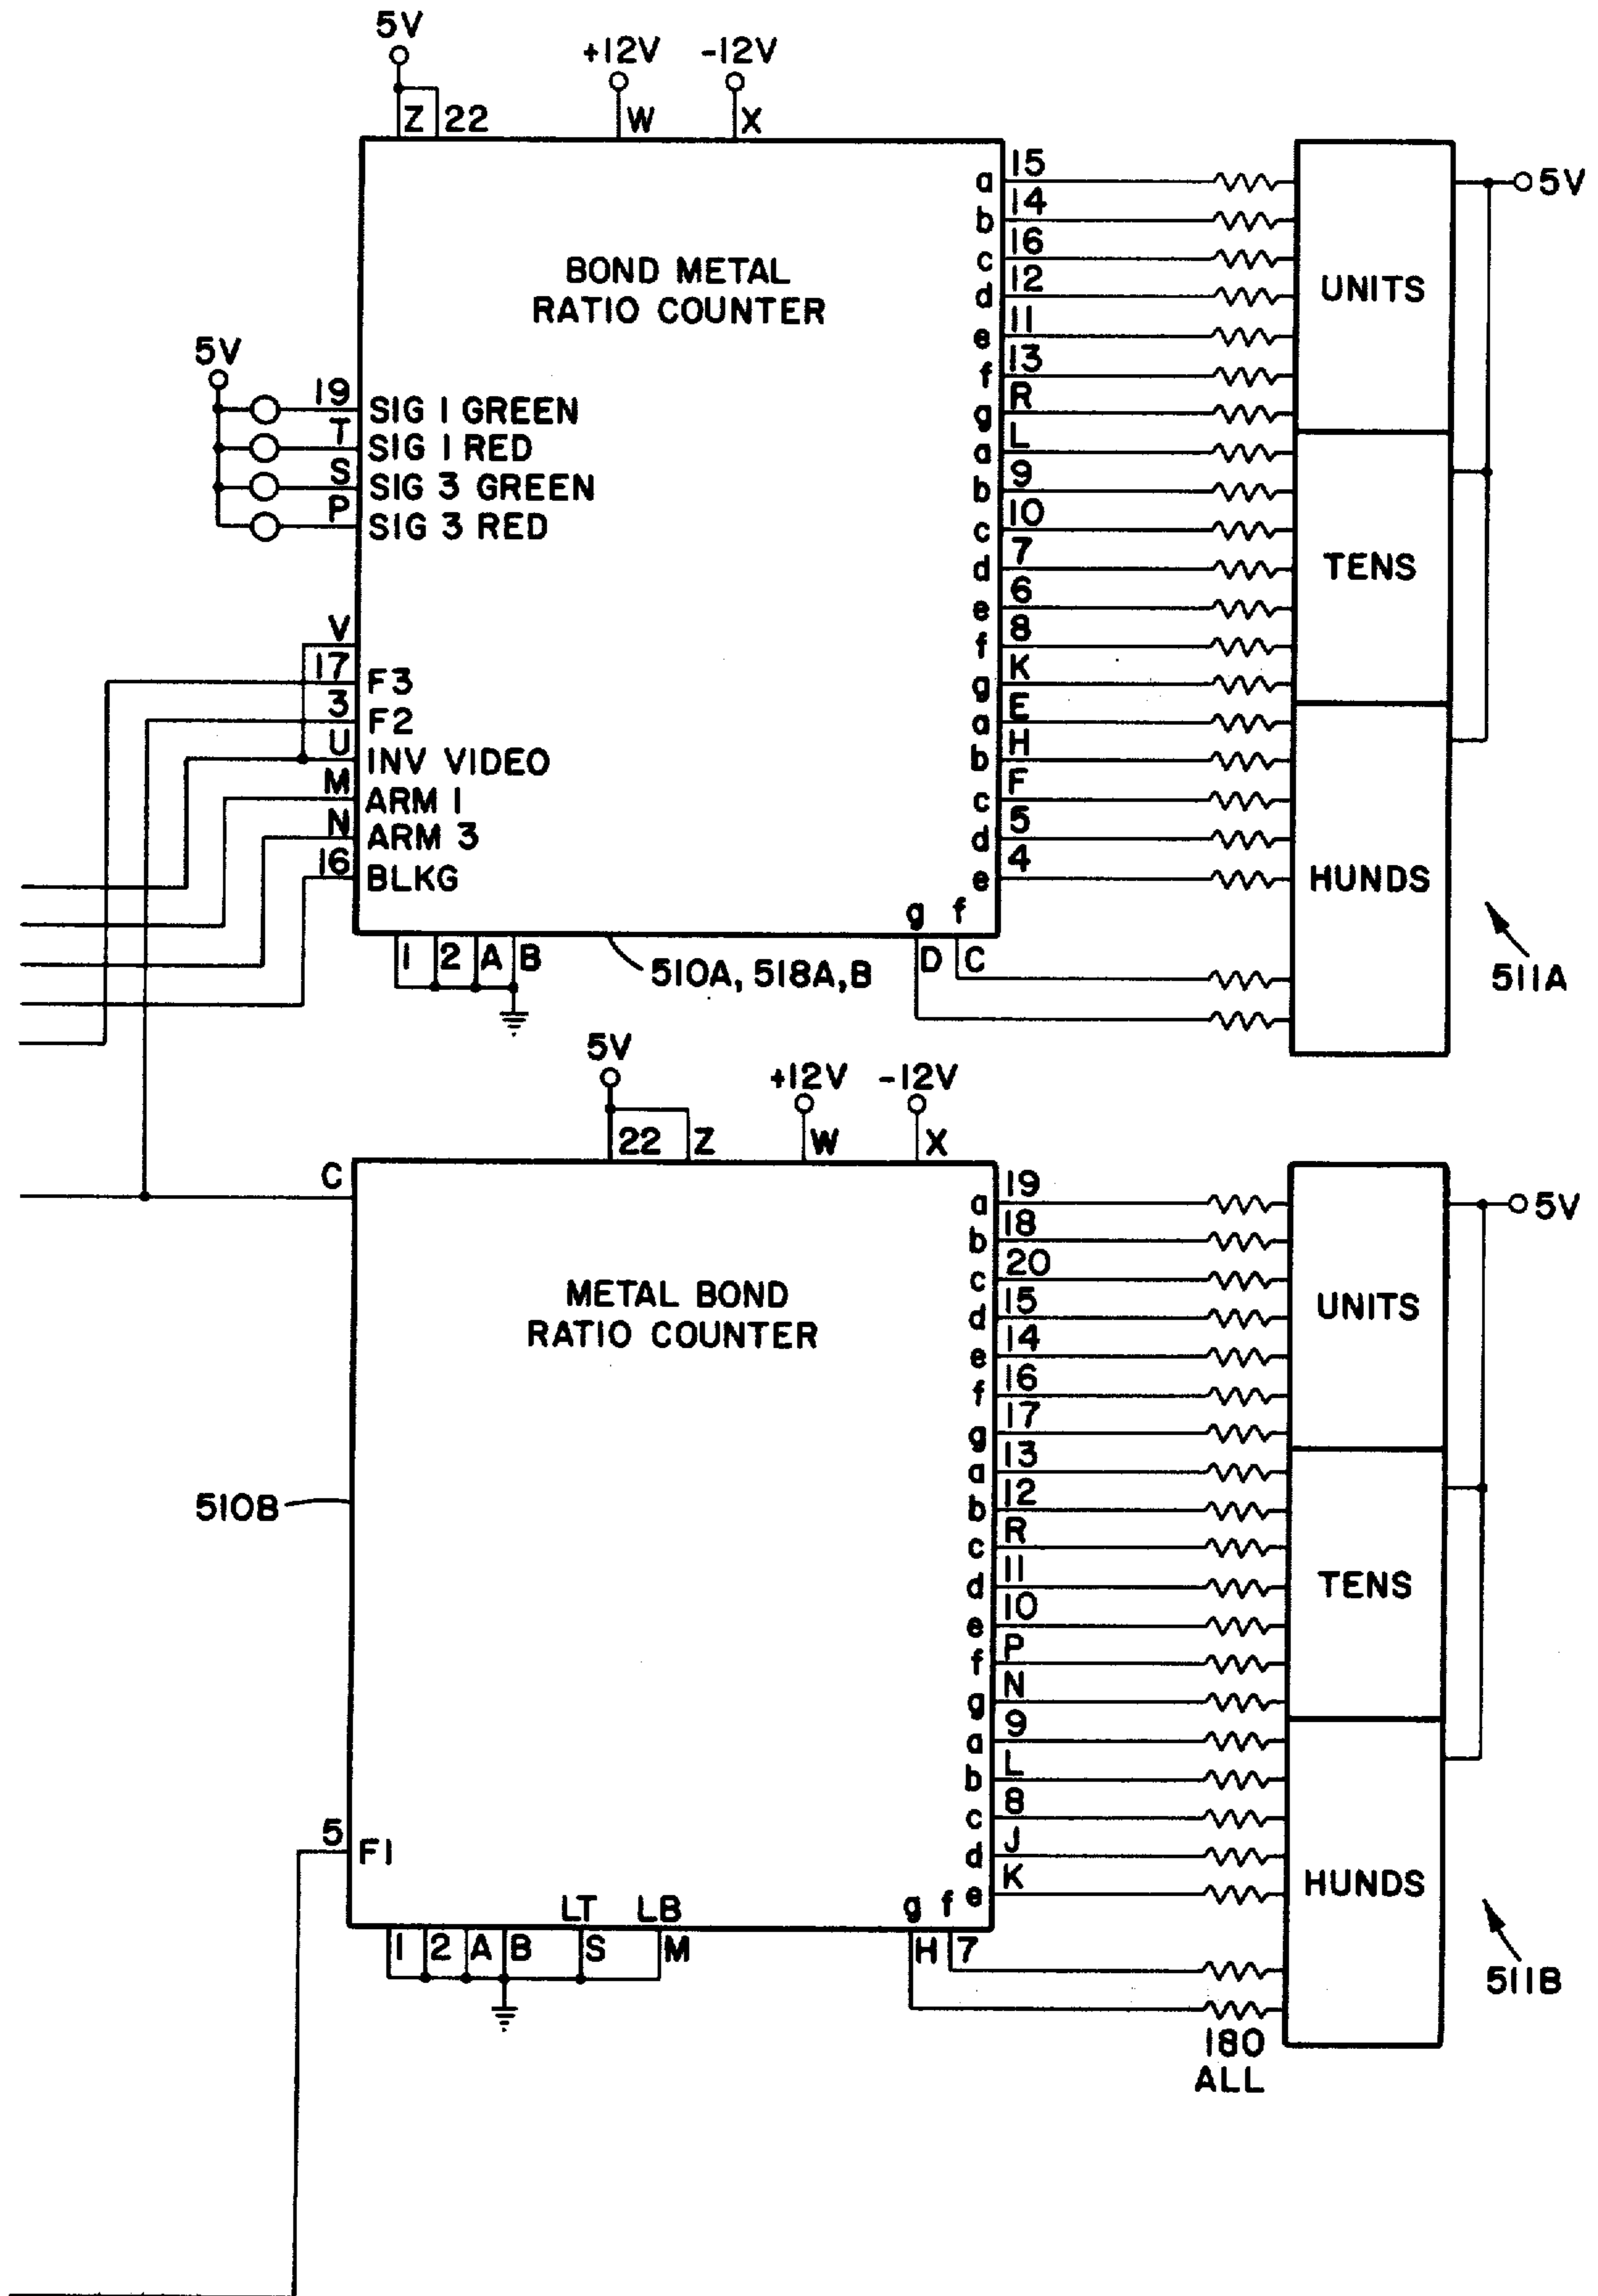 5V
+12V -12V
Z 22 W X
BOND METAL
RATIO COUNTER
5V
19 SIG 1 GREEN
T SIG 1 RED
S SIG 3 GREEN
P SIG 3 RED
V
17 F3
3 F2
U INV VIDEO
M ARM 1
N ARM 3
16 BLKG
1 2 A B
510A, 518A,B
a 15
b 14
c 16
d 12
e 11
f 13
g R
a L
b 9
c 10
d 7
e 6
f 8
g K
a E
b H
c F
d 5
e 4
g f
D C
UNITS
TENS
HUNDS
5V
511A
5V
+12V -12V
22 Z W X
C
METAL BOND
RATIO COUNTER
510B
5 F1
LT LB
1 2 A B S M
a 19
b 18
c 20
d 15
e 14
f 16
g 17
a 13
b 12
c R
d 11
e 10
f P
g N
a 9
b L
c 8
d J
e K
g f
H 7
180
ALL
UNITS
TENS
HUNDS
5V
511B